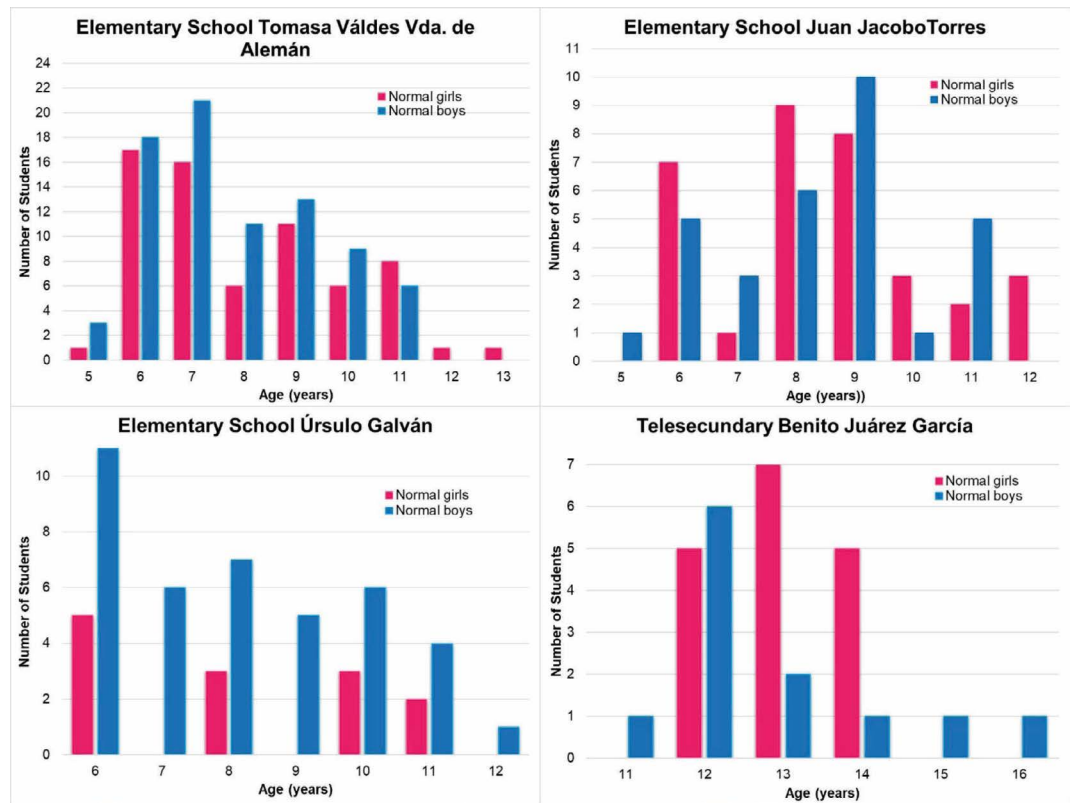 Elementary School Tomasa Váldes Vda. de
Alemán
Normal girls
Normal boys
Number of Students
24
22
20
18
16
14
12
10
8
6
4
2
0
5 6 7 8 9 10 11 12 13
Age (years)
Elementary School Juan JacoboTorres
Normal girls
Normal boys
Number of Students
11
10
9
8
7
6
5
4
3
2
1
0
5 6 7 8 9 10 11 12
Age (years))
Elementary School Úrsulo Galván
Normal girls
Normal boys
Number of Students
10
8
6
4
2
0
6 7 8 9 10 11 12
Age (years)
Telesecundary Benito Juárez García
Normal girls
Normal boys
Number of Students
7
6
5
4
3
2
1
0
11 12 13 14 15 16
Age (years)